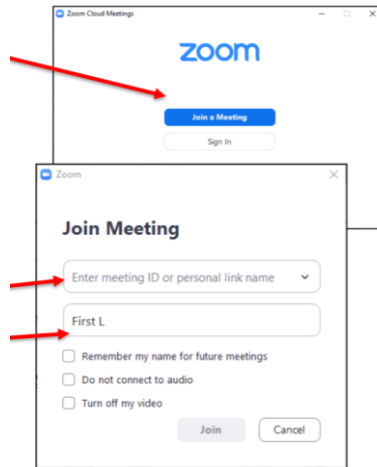 Zoom Cloud Meetings
zoom
Join a Meeting
Sign In
Zoom
Join Meeting
Enter meeting ID or personal link name
First L
Remember my name for future meetings
Do not connect to audio
Turn off my video
Join Cancel